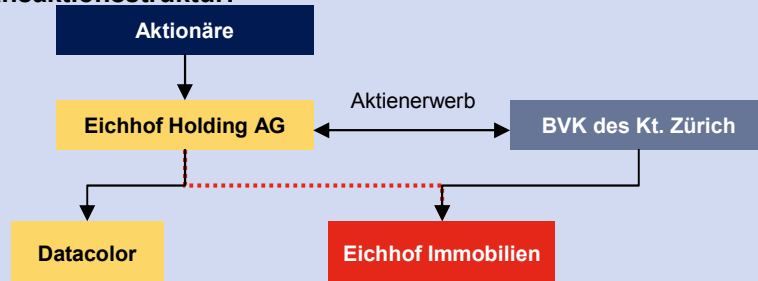 Aktionäre
Aktienerwerb
Eichhof Holding AG
BVK des Kt. Zürich
Datacolor
Eichhof Immobilien